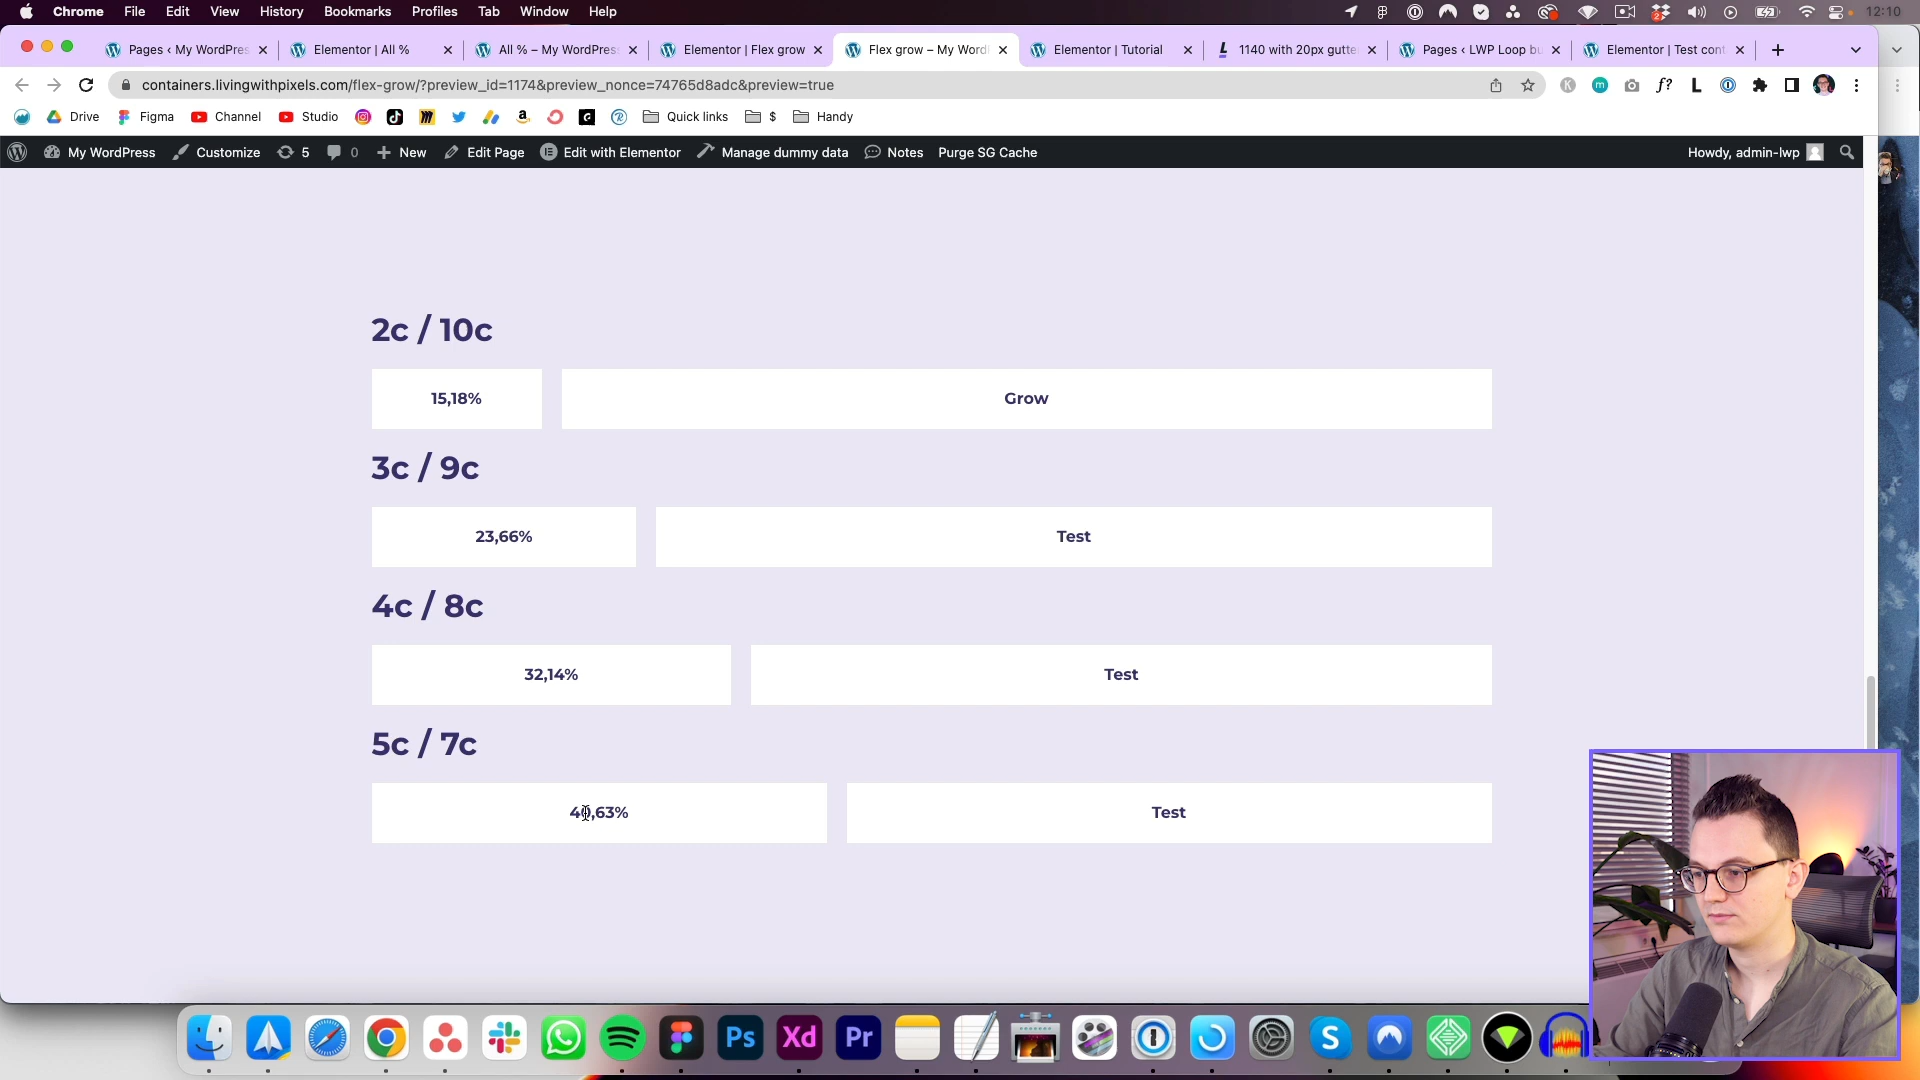 Chrome File Edit View History Bookmarks Profiles Tab Window Help
12:10
Pages ‹ My WordPres
Elementor | All %
All % – My WordPress
Elementor | Flex grow
Flex grow – My Word
Elementor | Tutorial
1140 with 20px gutte
Pages ‹ LWP Loop bu
Elementor | Test cont
containers.livingwithpixels.com/flex-grow/?preview_id=1174&preview_nonce=74765d8adc&preview=true
Drive Figma Channel Studio Quick links $ Handy
My WordPress Customize 5 0 New Edit Page Edit with Elementor Manage dummy data Notes Purge SG Cache Howdy, admin-lwp
2c / 10c
15,18% Grow
3c / 9c
23,66% Test
4c / 8c
32,14% Test
5c / 7c
40,63% Test
Ps Xd Pr